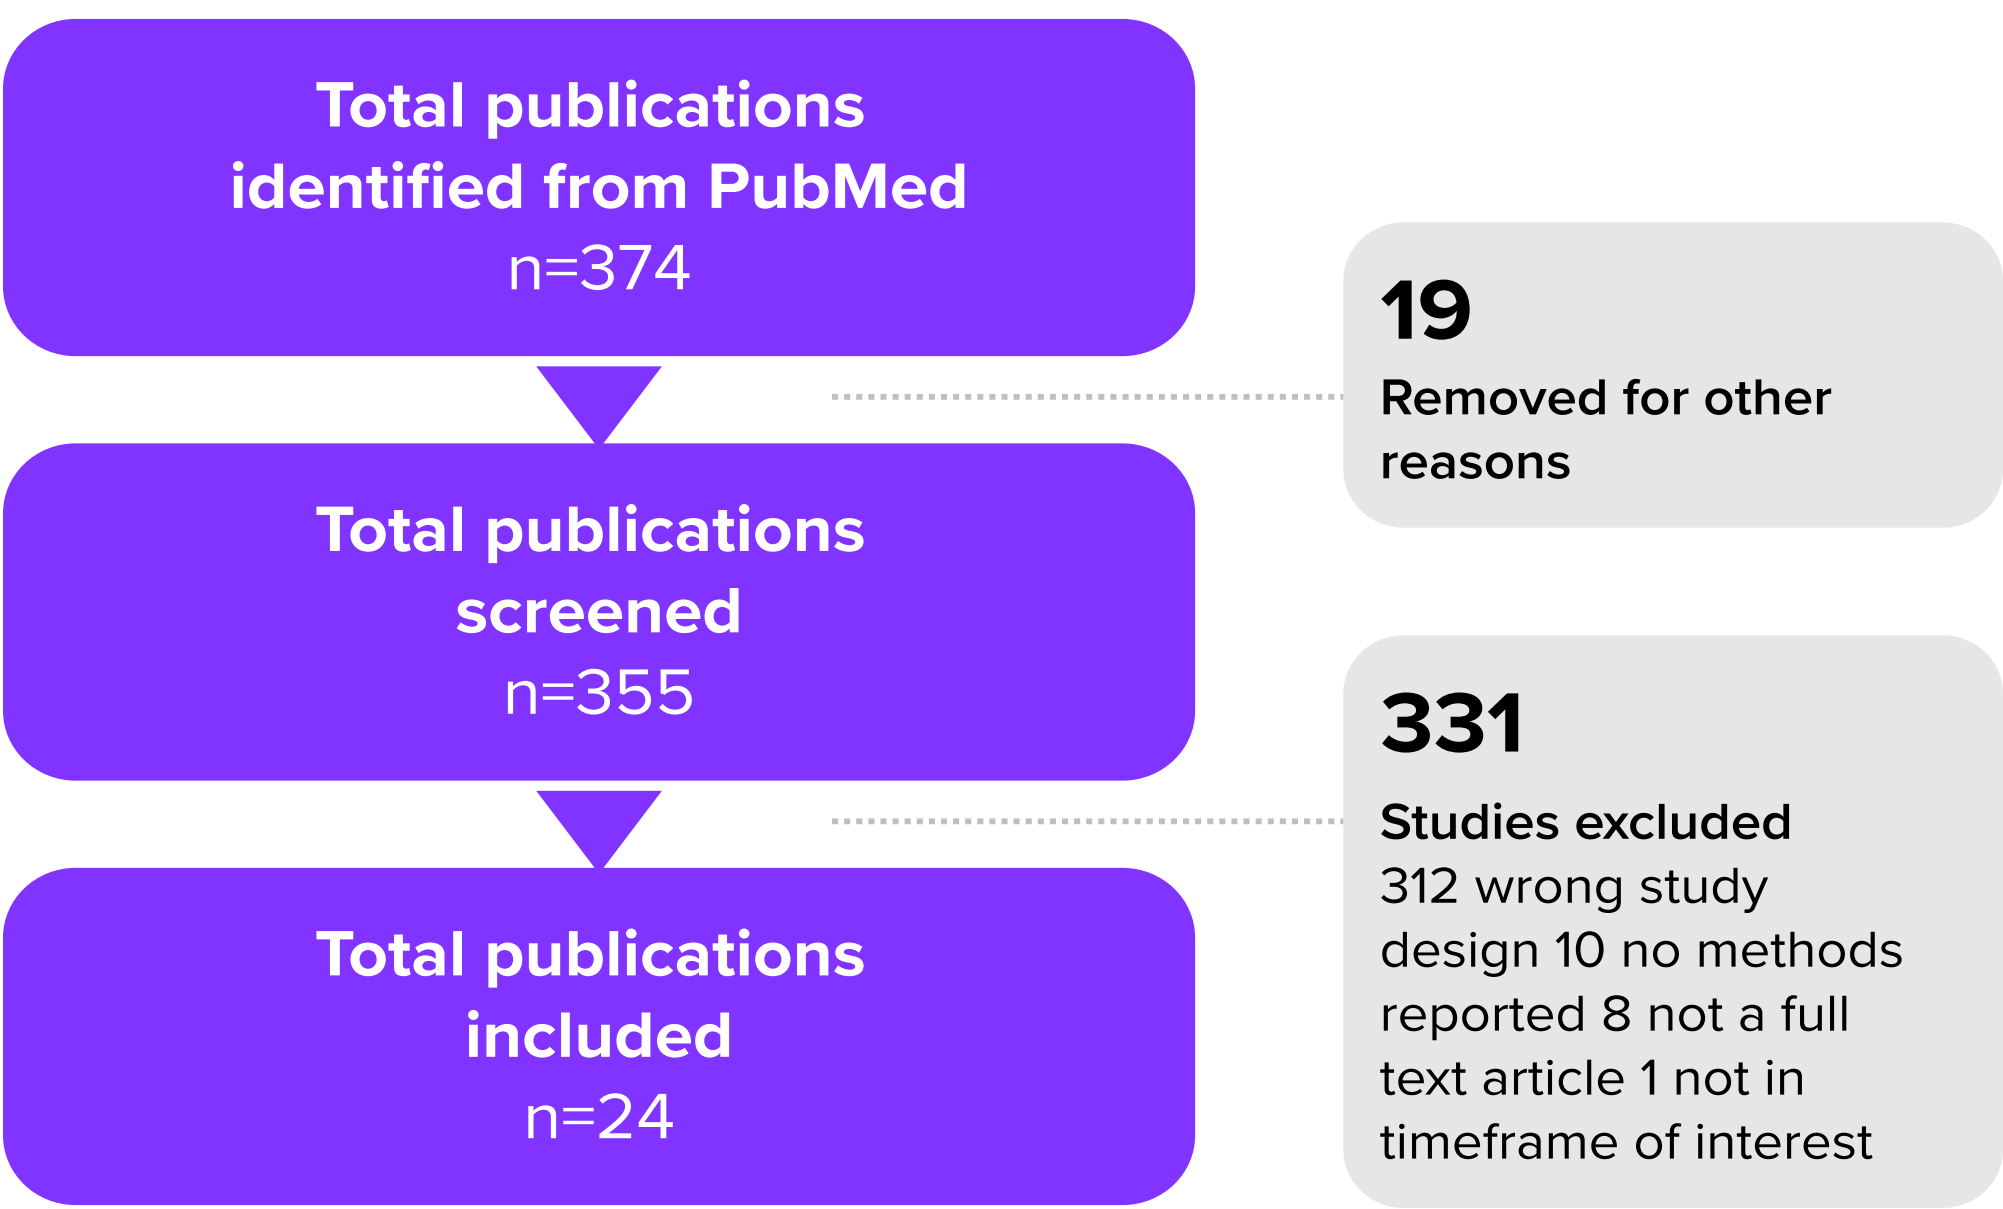 Total publications
identified from PubMed
n=374
19
Removed for other
reasons
Total publications
screened
n=355
331
Studies excluded
312 wrong study
design 10 no methods
reported 8 not a full
text article 1 not in
timeframe of interest
Total publications
included
n=24